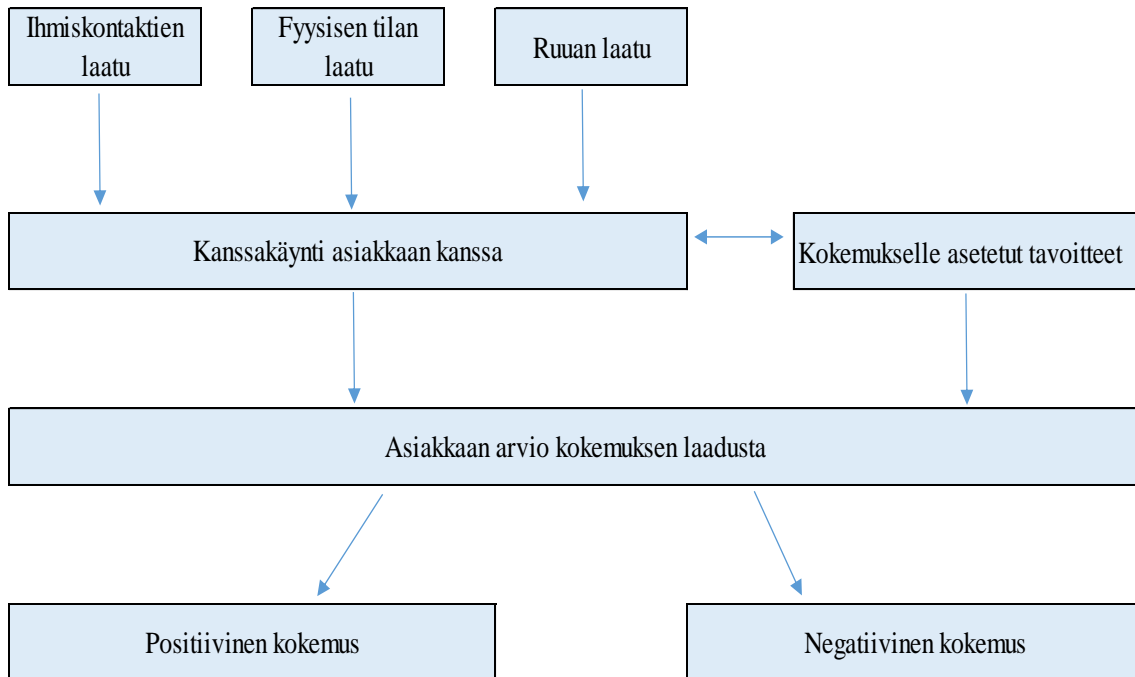 Ihmiskontaktien
laatu
Fyysisen tilan
laatu
Ruuan laatu
Kanssakäynti asiakkaan kanssa
Kokemukselle asetetut tavoitteet
Asiakkaan arvio kokemuksen laadusta
Positiivinen kokemus
Negatiivinen kokemus